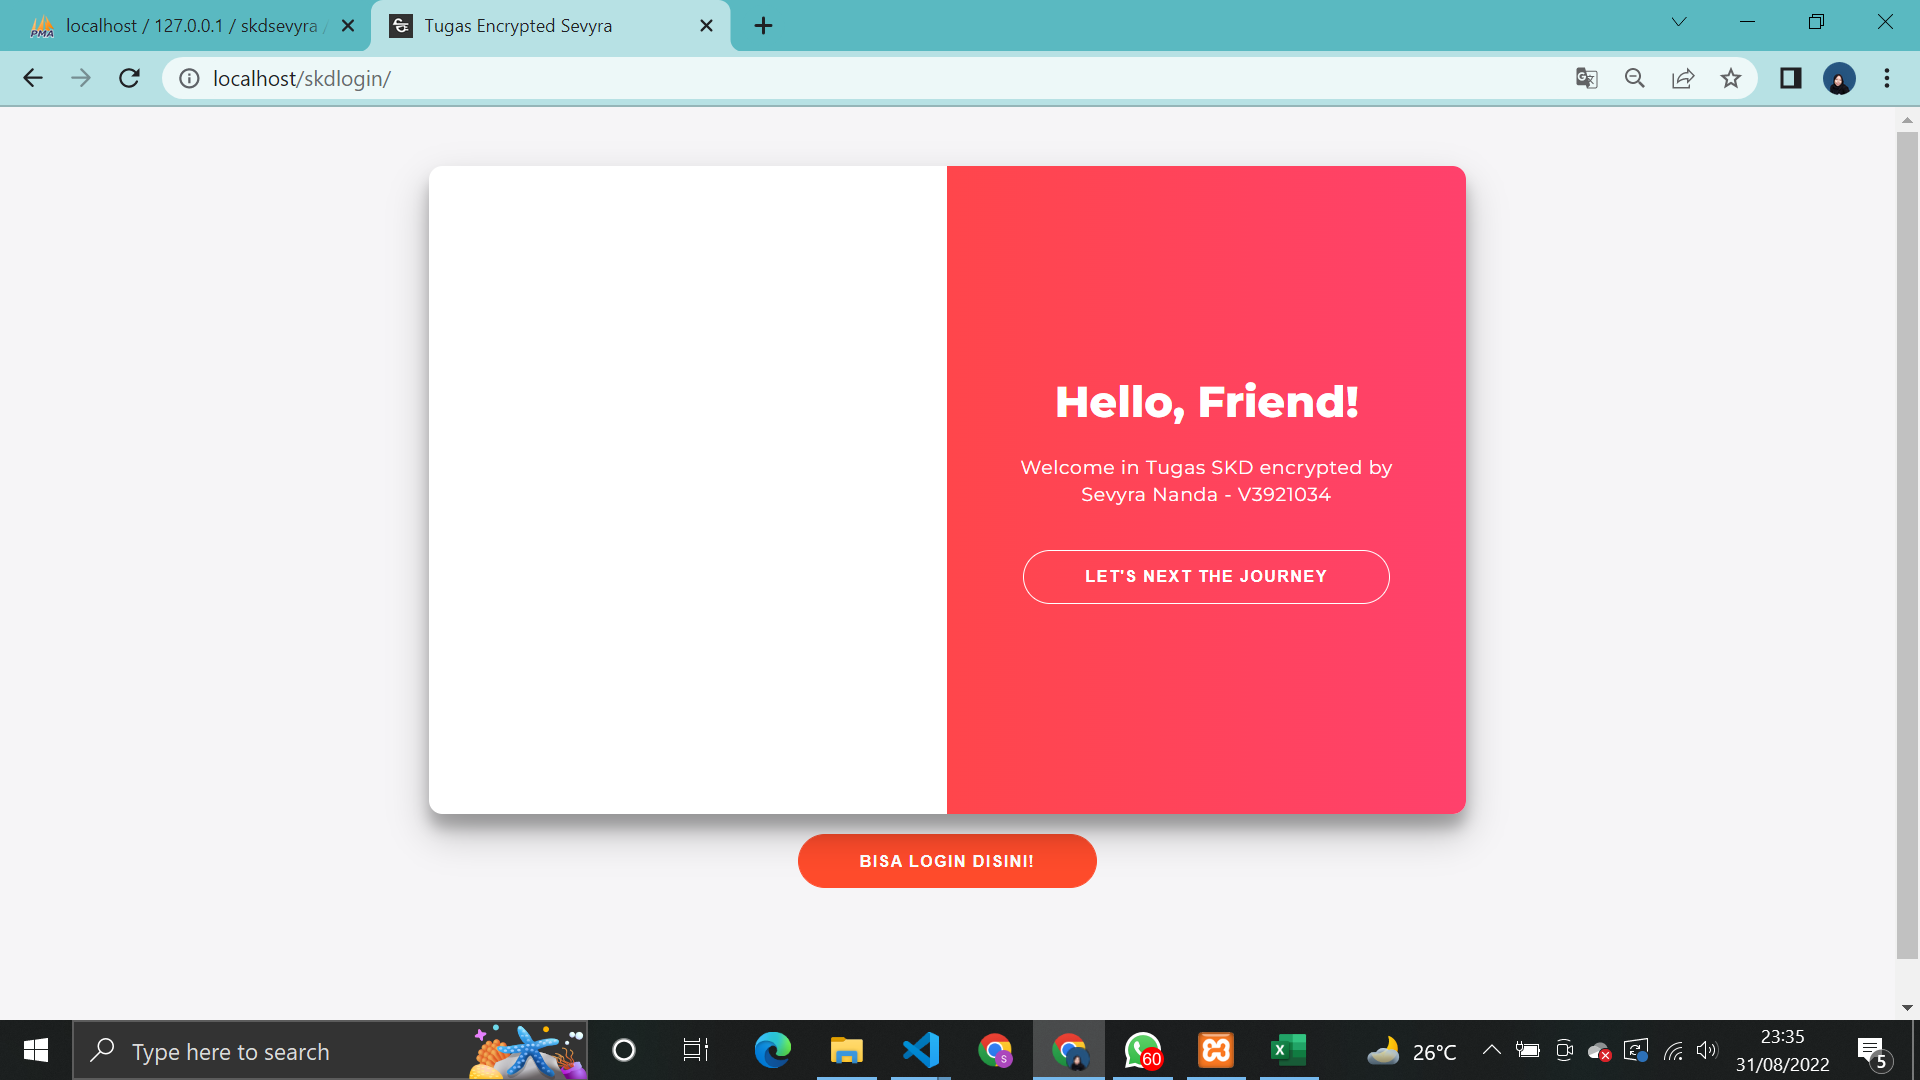 localhost / 127.0.0.1 / skdsevyra /
Tugas Encrypted Sevyra
localhost/skdlogin/
Hello, Friend!
Welcome in Tugas SKD encrypted by
Sevyra Nanda - V3921034
LET'S NEXT THE JOURNEY
BISA LOGIN DISINI!
Type here to search
60
26°C
23:35
31/08/2022
5